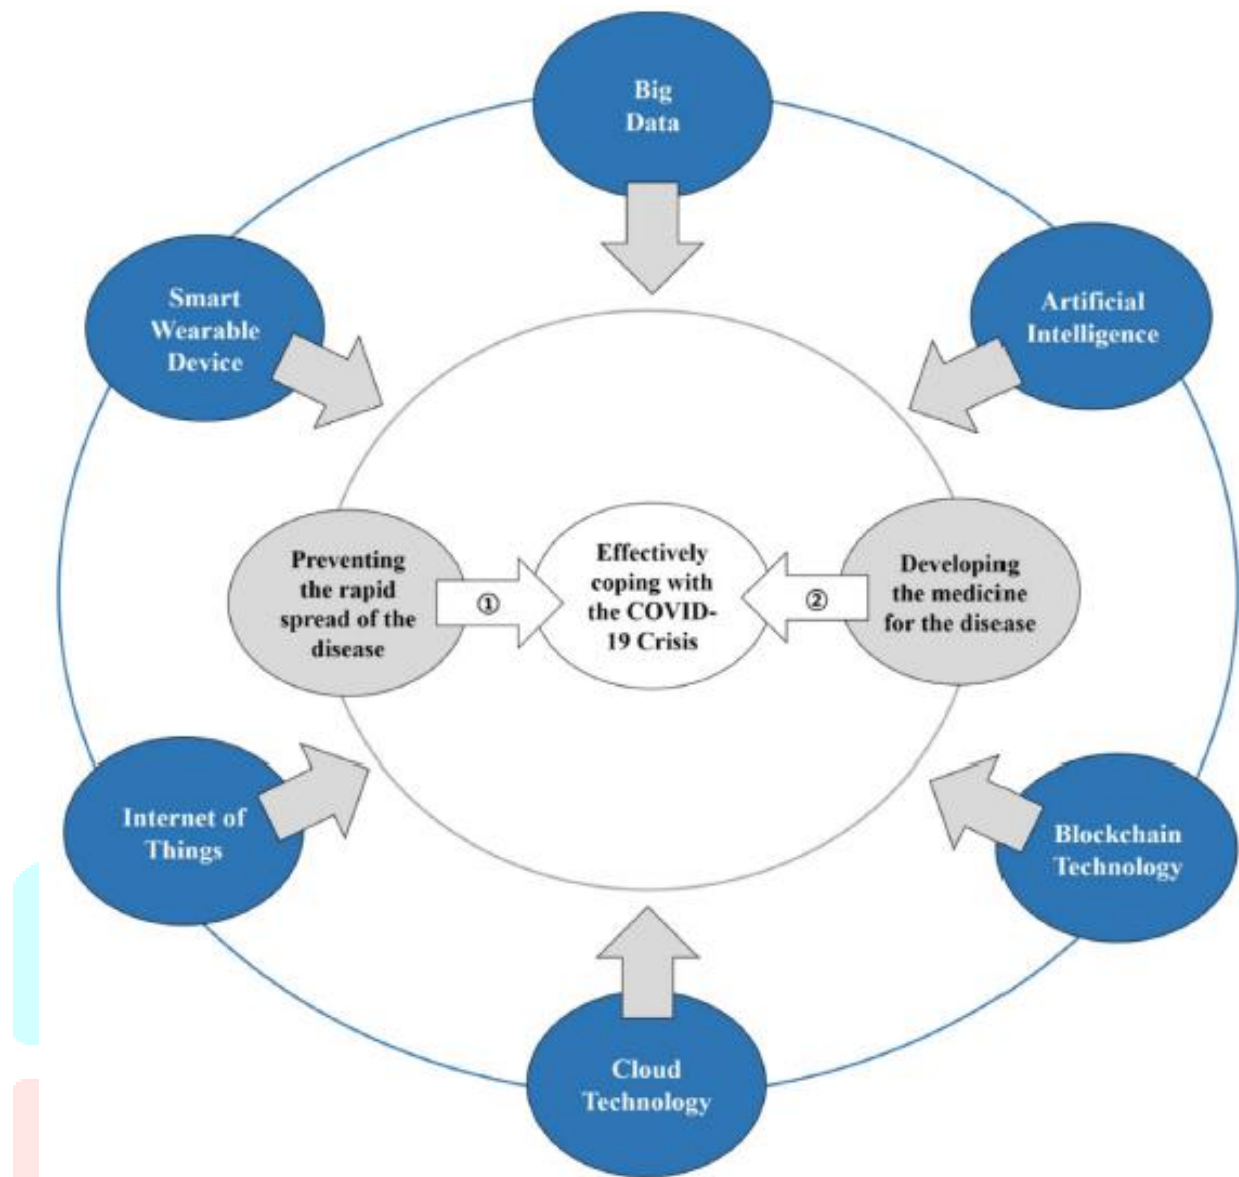 Big
Data
Smart
Wearable
Device
Artificial
Intelligence
Preventing
the rapid
spread of the
disease
①
Effectively
coping with
the COVID-
19 Crisis
②
Developing
the medicine
for the disease
Internet of
Things
Blockchain
Technology
Cloud
Technology